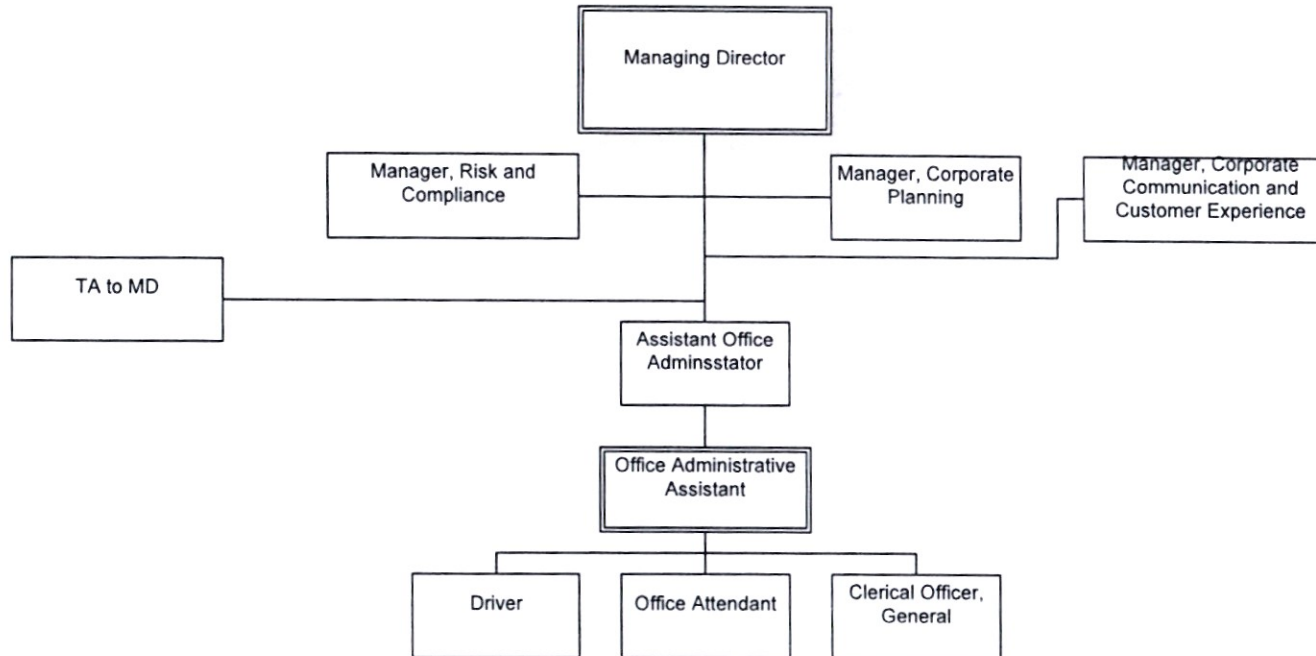 Managing Director
Manager, Risk and
Compliance
Manager, Corporate
Planning
Manager, Corporate
Communication and
Customer Experience
TA to MD
Assistant Office
Adminsstator
Office Administrative
Assistant
Driver
Office Attendant
Clerical Officer,
General